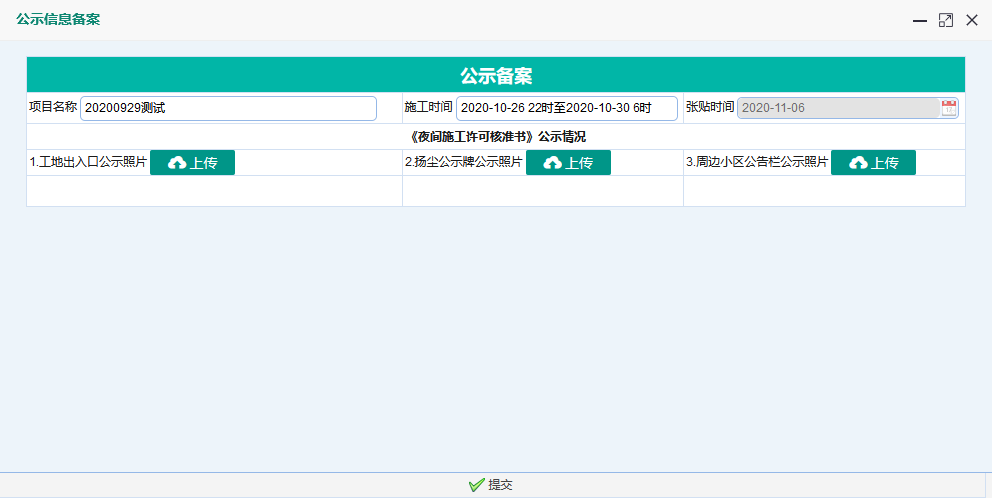 公示信息备案
公示备案
项目名称 20200929测试 施工时间 2020-10-26 22时至2020-10-30 6时 张贴时间 2020-11-06
《夜间施工许可核准书》公示情况
1.工地出入口公示照片 上传 2.扬尘公示牌公示照片 上传 3.周边小区公告栏公示照片 上传
提交